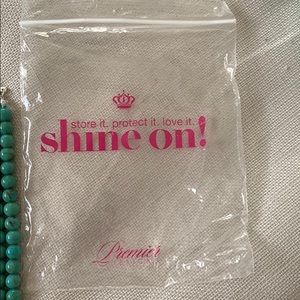 store it. protect it. love it.
shine on!
Premier